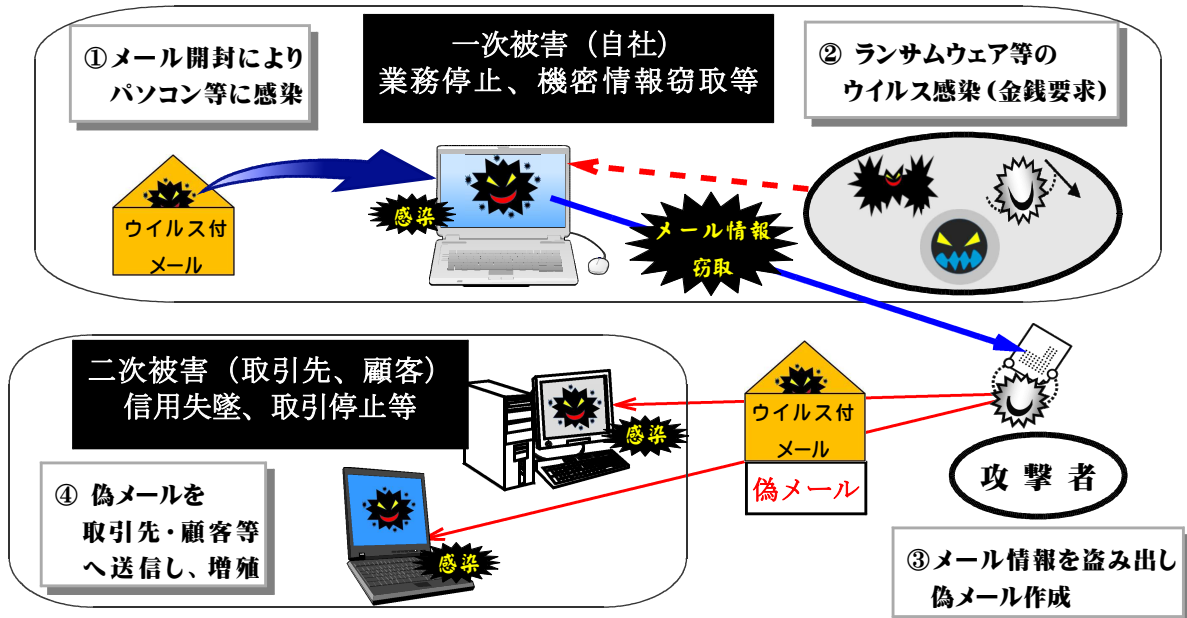 ①メール開封により
パソコン等に感染
一次被害（自社）
業務停止、機密情報窃取等
② ランサムウェア等の
ウイルス感染（金銭要求）
ウイルス付
メール
感染
メール情報
窃取
二次被害（取引先、顧客）
信用失墜、取引停止等
感染
ウイルス付
メール
偽メール
攻撃者
④ 偽メールを
取引先・顧客等
へ送信し、増殖
感染
③メール情報を盗み出し
偽メール作成